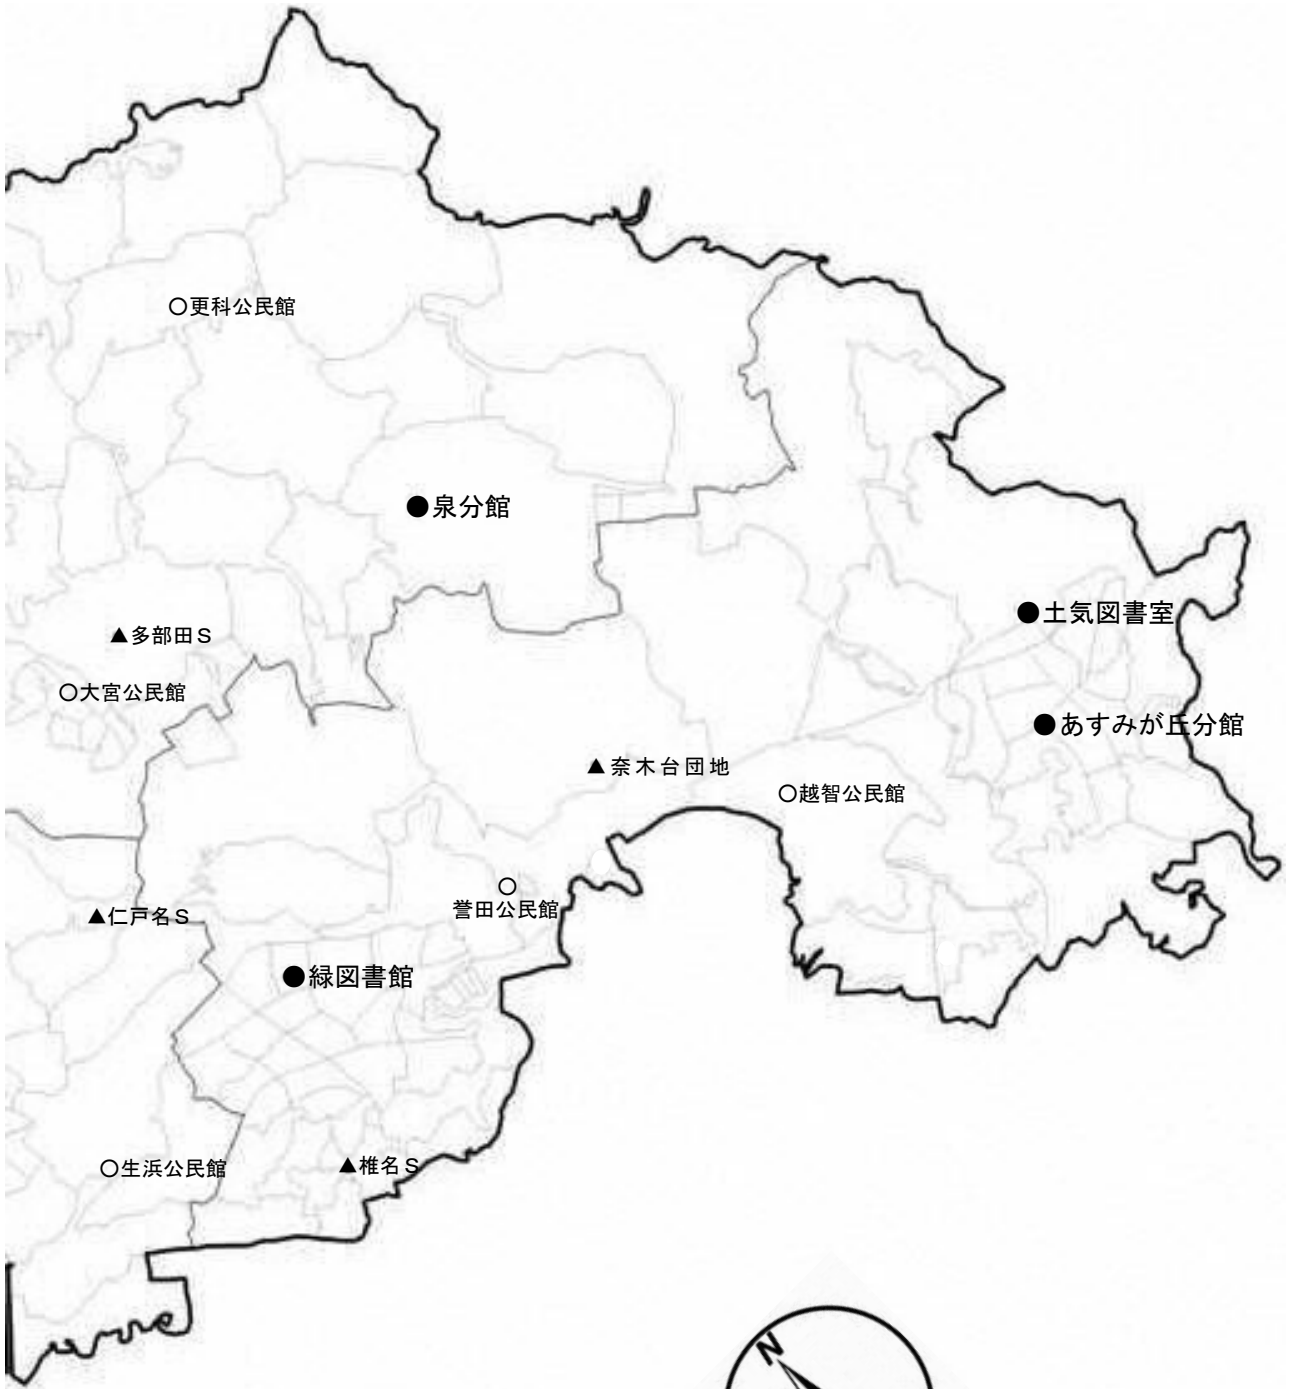 ○更科公民館
●泉分館
●土気図書室
▲多部田S
○大宮公民館
●あすみが丘分館
▲奈木台団地
○越智公民館
○
誉田公民館
▲仁戸名S
●緑図書館
○生浜公民館
▲椎名S
N